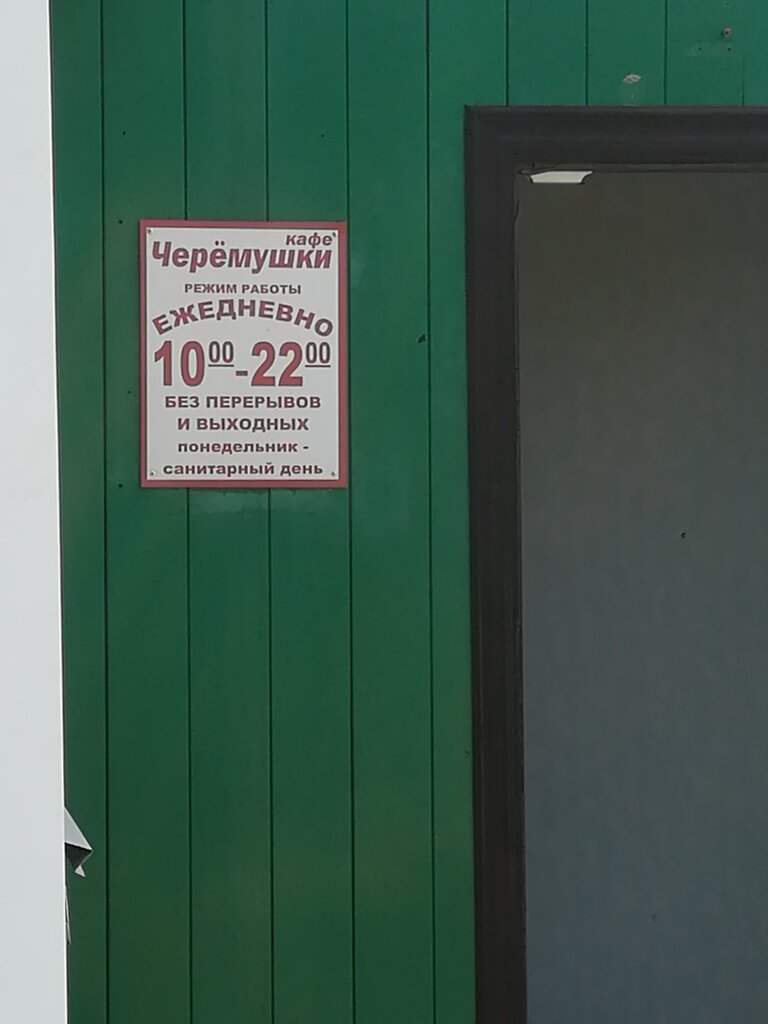 кафе
Черёмушки
РЕЖИМ РАБОТЫ
ЕЖЕДНЕВНО
10⁰⁰-22⁰⁰
БЕЗ ПЕРЕРЫВОВ
И ВЫХОДНЫХ
понедельник -
санитарный день